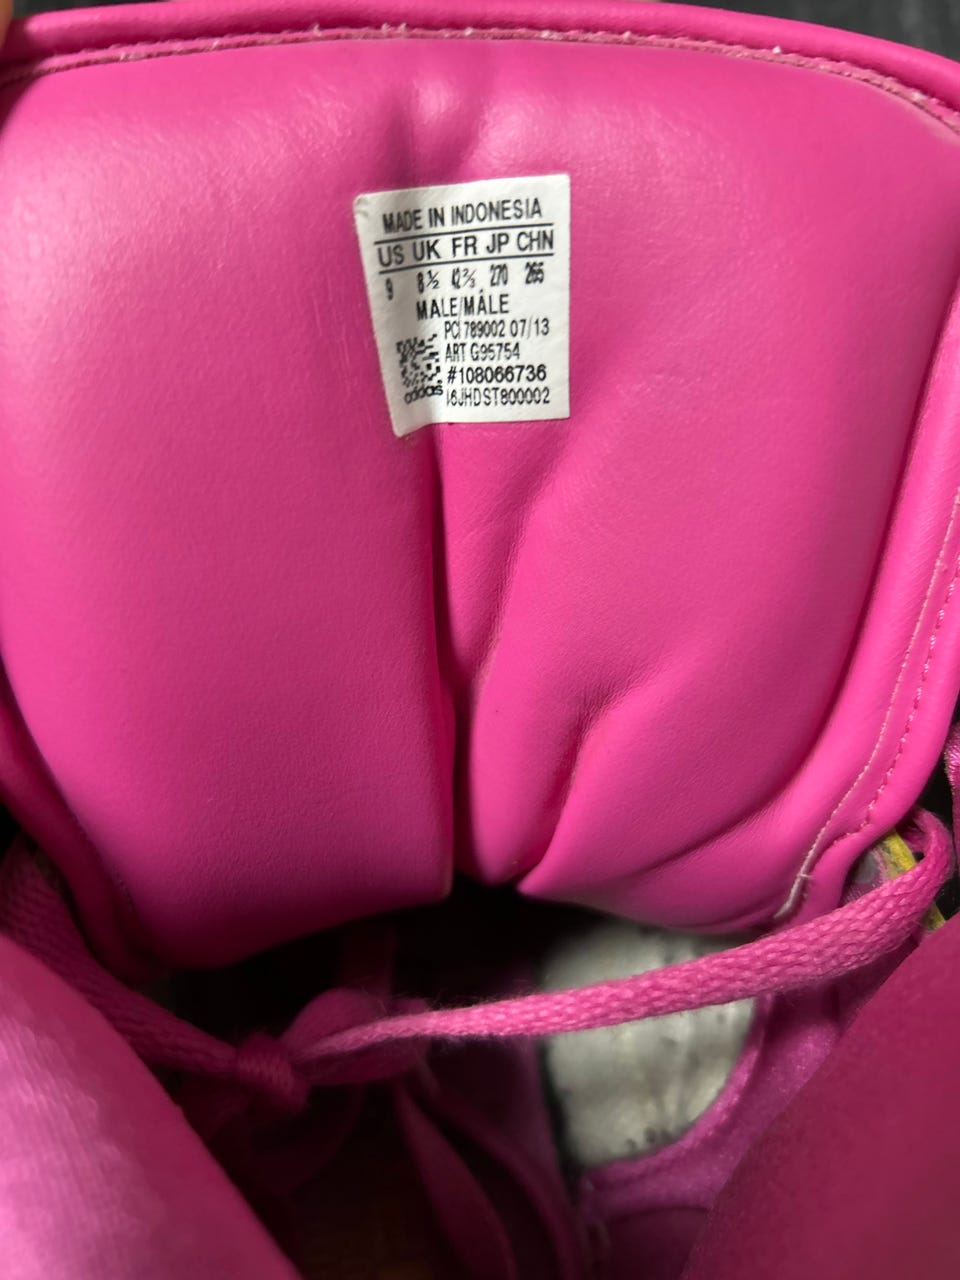 MADE IN INDONESIA
US UK FR JP CHN
9 8½ 42⅔ 270 265
MALE/MÂLE
PC 789002 07/13
ART G95754
#108066736
adidas
I6JHDST800002